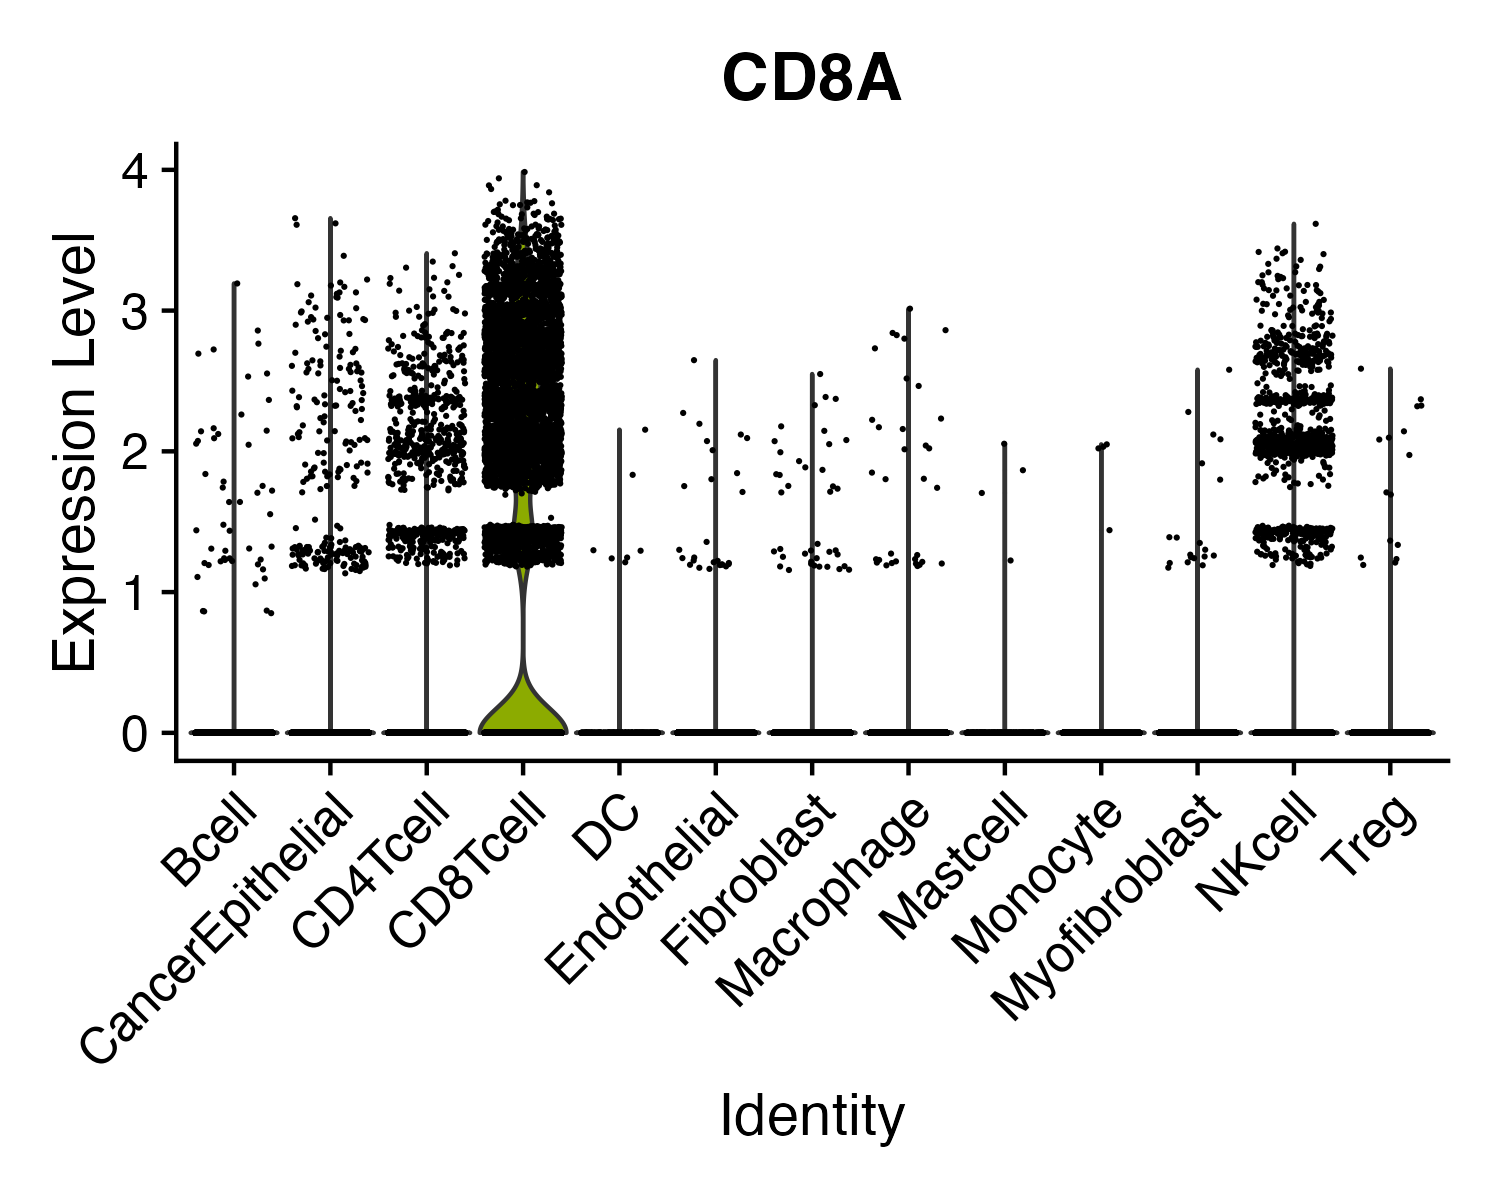 CD8A
Expression Level
4
3
2
1
0
Bcell
CancerEpithelial
CD4Tcell
CD8Tcell
DC
Endothelial
Fibroblast
Macrophage
Mastcell
Monocyte
Myofibroblast
NKcell
Treg
Identity